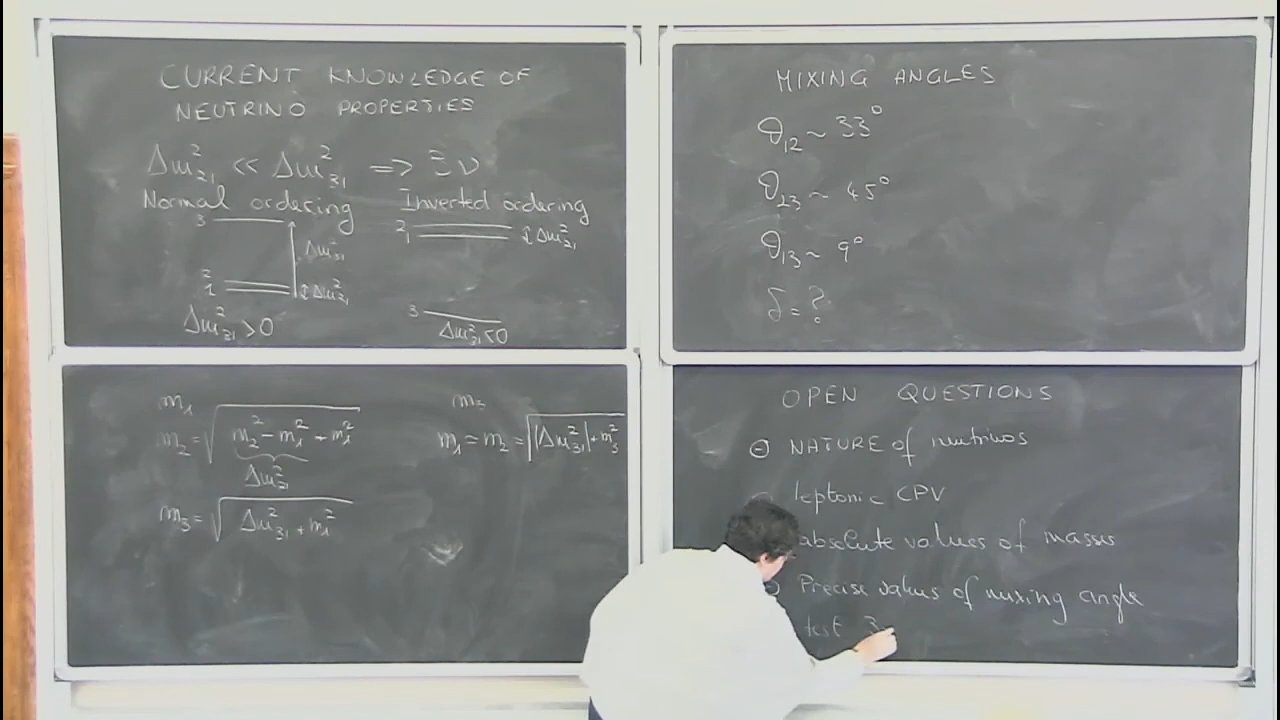 CURRENT KNOWLEDGE OF
NEUTRINO PROPERTIES
Δm²₂₁ << Δm²₃₁ => 3 ν
Normal ordering
3
Δm²₃₁
2
1
Δm²₂₁
Δm²₃₁ > 0
Inverted ordering
2
1
Δm²₂₁
3
Δm²₃₁ < 0
m₁
m₂ = √(m₂² - m₁² + m₁²)
Δm²₂₁
m₃ = √(Δm²₃₁ + m₁²)
m₃
m₁ = m₂ = √(|Δm²₃₁| + m₃²)
MIXING ANGLES
θ₁₂ ~ 33°
θ₂₃ ~ 45°
θ₁₃ ~ 9°
δ = ?
OPEN QUESTIONS
NATURE of neutrinos
leptonic CPV
absolute values of masses
Precise values of mixing angle
test 3